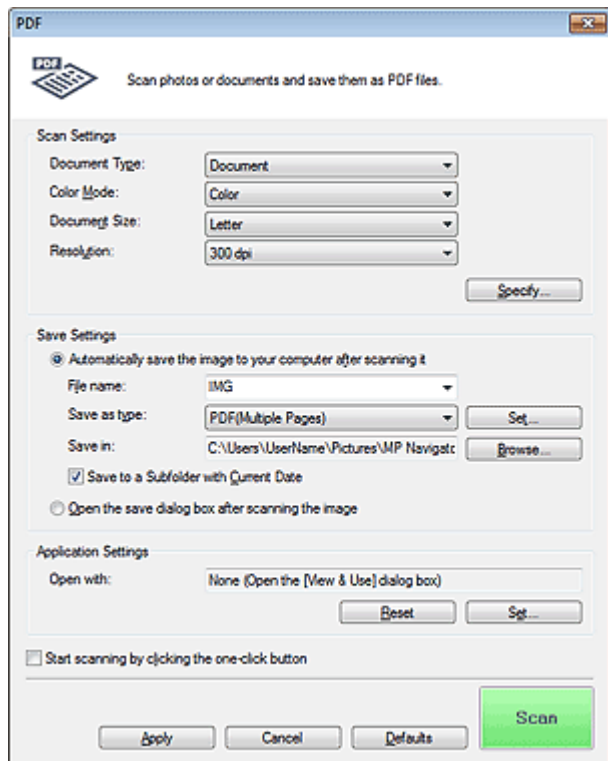 PDF
PDF
Scan photos or documents and save them as PDF files.
Scan Settings
Document Type: Document
Color Mode: Color
Document Size: Letter
Resolution: 300 dpi
Specify...
Save Settings
Automatically save the image to your computer after scanning it
File name: IMG
Save as type: PDF(Multiple Pages) Set...
Save in: C:\Users\UserName\Pictures\MP Navigatc Browse...
Save to a Subfolder with Current Date
Open the save dialog box after scanning the image
Application Settings
Open with: None (Open the [View & Use] dialog box)
Reset Set...
Start scanning by clicking the one-click button
Scan
Apply Cancel Defaults